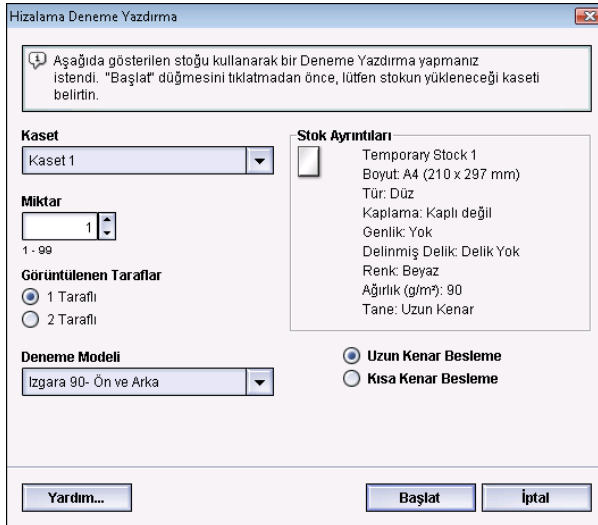 Hizalama Deneme Yazdırma
Aşağıda gösterilen stoğu kullanarak bir Deneme Yazdırma yapmanız
istendi. "Başlat" düğmesini tıklatmadan önce, lütfen stokun yükleneceği kaseti
belirtin.
Kaset
Kaset 1
Miktar
1
1 - 99
Görüntülenen Taraflar
1 Taraflı
2 Taraflı
Deneme Modeli
Izgara 90- Ön ve Arka
Stok Ayrıntıları
Temporary Stock 1
Boyut: A4 (210 x 297 mm)
Tür: Düz
Kaplama: Kaplı değil
Genlik: Yok
Delinmiş Delik: Delik Yok
Renk: Beyaz
Ağırlık (g/m²): 90
Tane: Uzun Kenar
Uzun Kenar Besleme
Kısa Kenar Besleme
Yardım...
Başlat
İptal